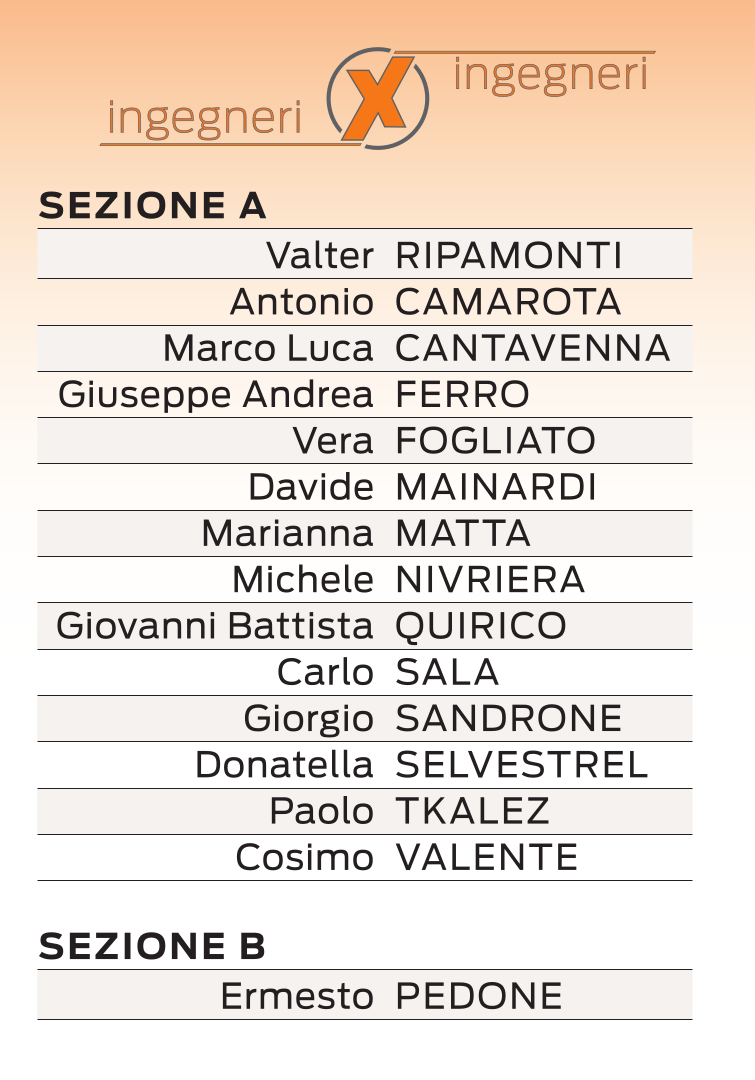 ingegneri X ingegneri
SEZIONE A
Valter RIPAMONTI
Antonio CAMAROTA
Marco Luca CANTAVENNA
Giuseppe Andrea FERRO
Vera FOGLIATO
Davide MAINARDI
Marianna MATTA
Michele NIVRIERA
Giovanni Battista QUIRICO
Carlo SALA
Giorgio SANDRONE
Donatella SELVESTREL
Paolo TKALEZ
Cosimo VALENTE
SEZIONE B
Ermesto PEDONE